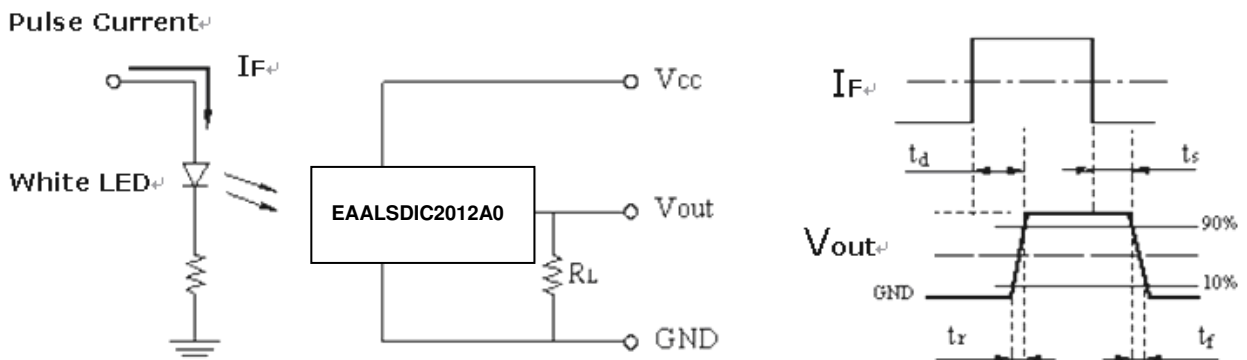 Pulse Current↵
IF↵
White LED↵
EAALSDIC2012A0
Vcc
Vout
RL
GND
IF↵
td
ts
Vout↵
90%
10%
GND
tr
tf